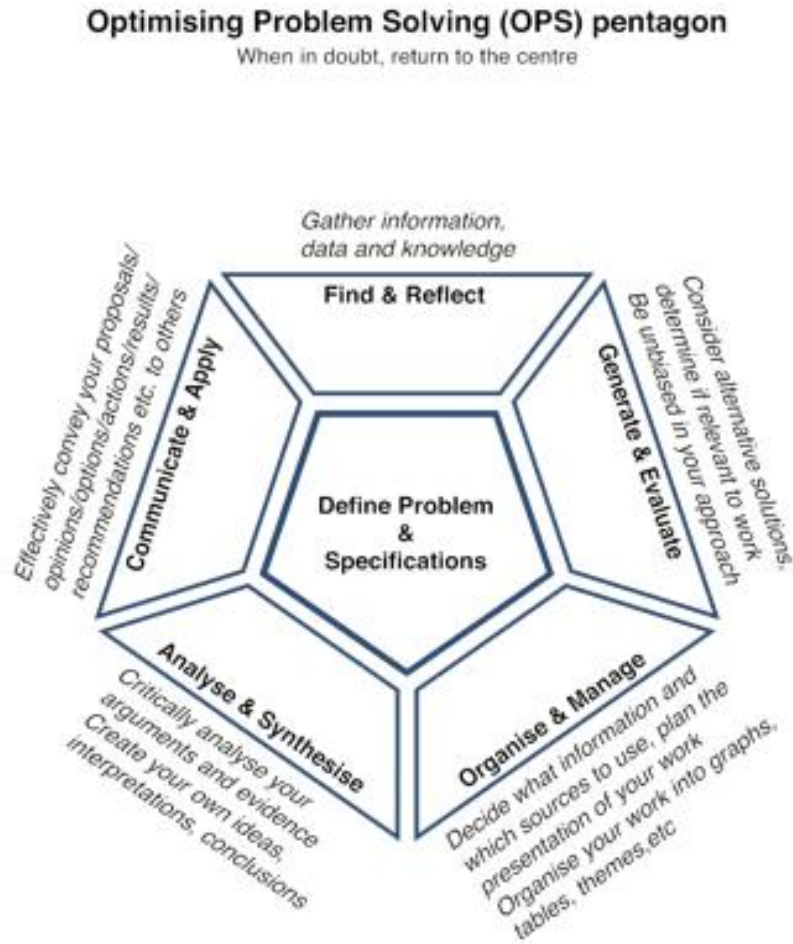 Optimising Problem Solving (OPS) pentagon
When in doubt, return to the centre
Gather information,
data and knowledge
Find & Reflect
Consider alternative solutions,
determine if relevant to work
Be unbiased in your approach
Generate & Evaluate
Organise & Manage
Decide what information and
which sources to use, plan the
presentation of your work
Organise your work into graphs,
tables, themes,etc
Analyse & Synthesise
Critically analyse your
arguments and evidence
Create your own ideas,
interpretations, conclusions
Effectively convey your proposals/
opinions/options/actions/results/
recommendations etc. to others
Communicate & Apply
Define Problem
&
Specifications